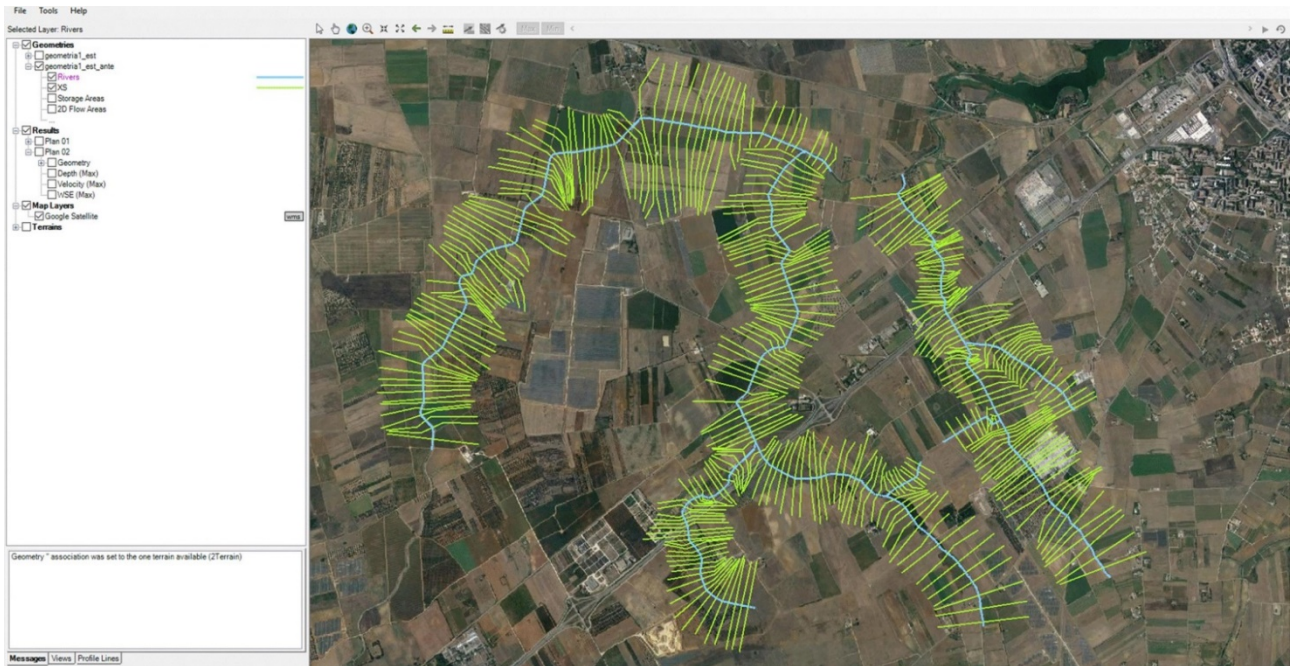 File Tools Help
Selected Layer: Rivers
Geometries
geometria1_est
geometria1_est_ante
Rivers
XS
Storage Areas
2D Flow Areas
...
Results
Plan 01
Plan 02
Geometry
Depth (Max)
Velocity (Max)
WSE (Max)
Map Layers
Google Satellite
wms
Terrains
Geometry '' association was set to the one terrain available (2Terrain)
Messages Views Profile Lines